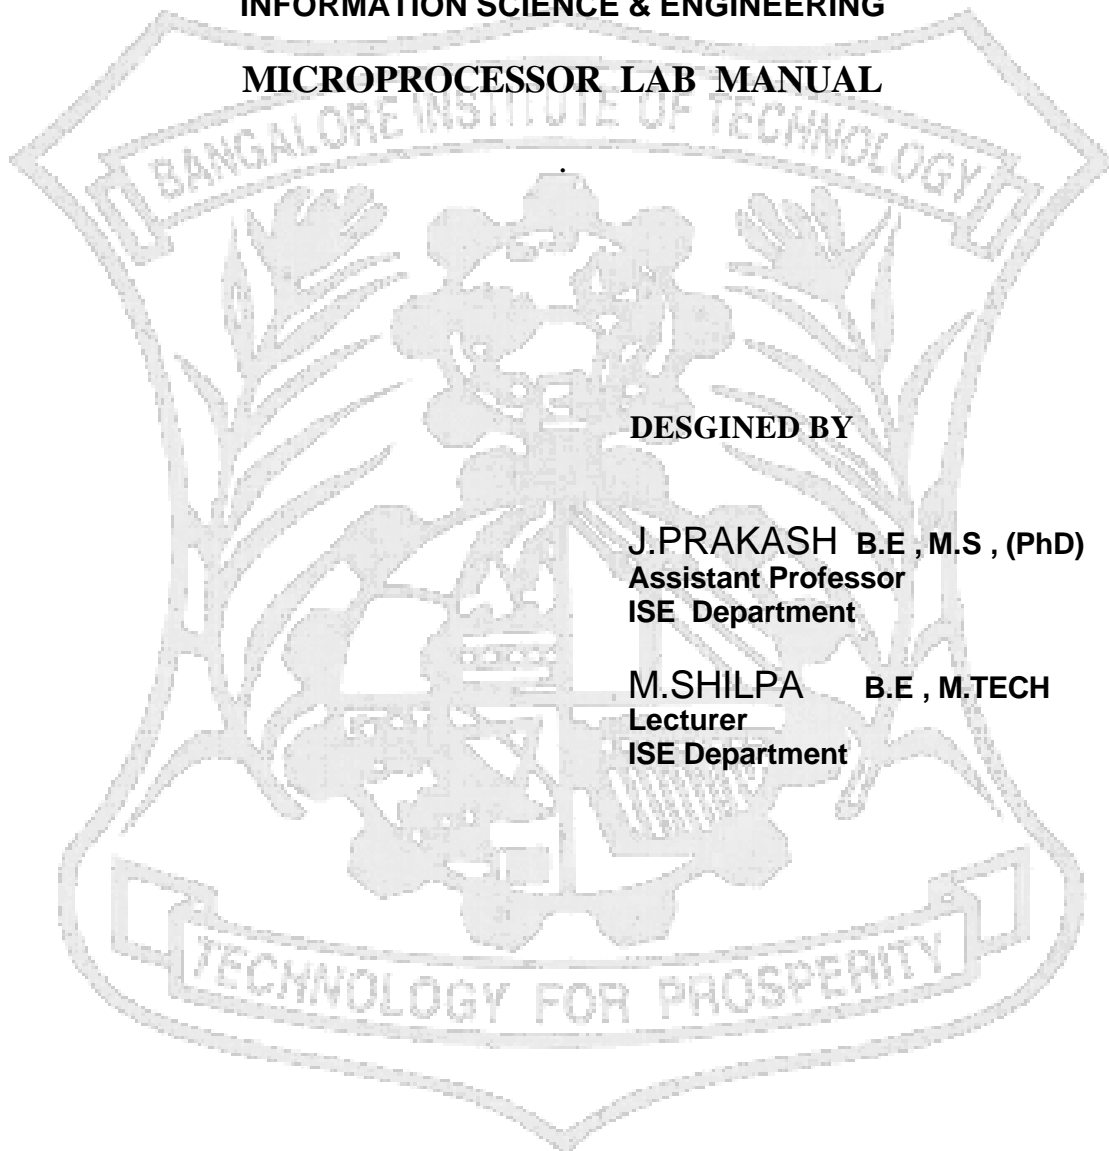 INFORMATION SCIENCE & ENGINEERING
MICROPROCESSOR LAB MANUAL
BANGALORE INSTITUTE OF TECHNOLOGY
.
DESGINED BY
J.PRAKASH B.E , M.S , (PhD)
Assistant Professor
ISE Department
M.SHILPA B.E , M.TECH
Lecturer
ISE Department
TECHNOLOGY FOR PROSPERITY